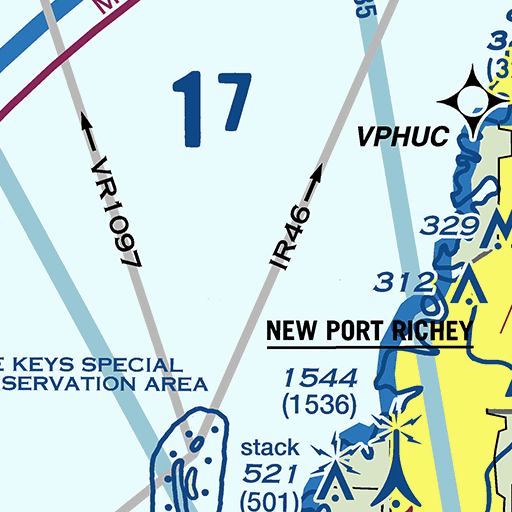 17
VPHUC
VR1097
IR46
329
312
NEW PORT RICHEY
E KEYS SPECIAL
SERVATION AREA
1544
(1536)
stack
521
(501)